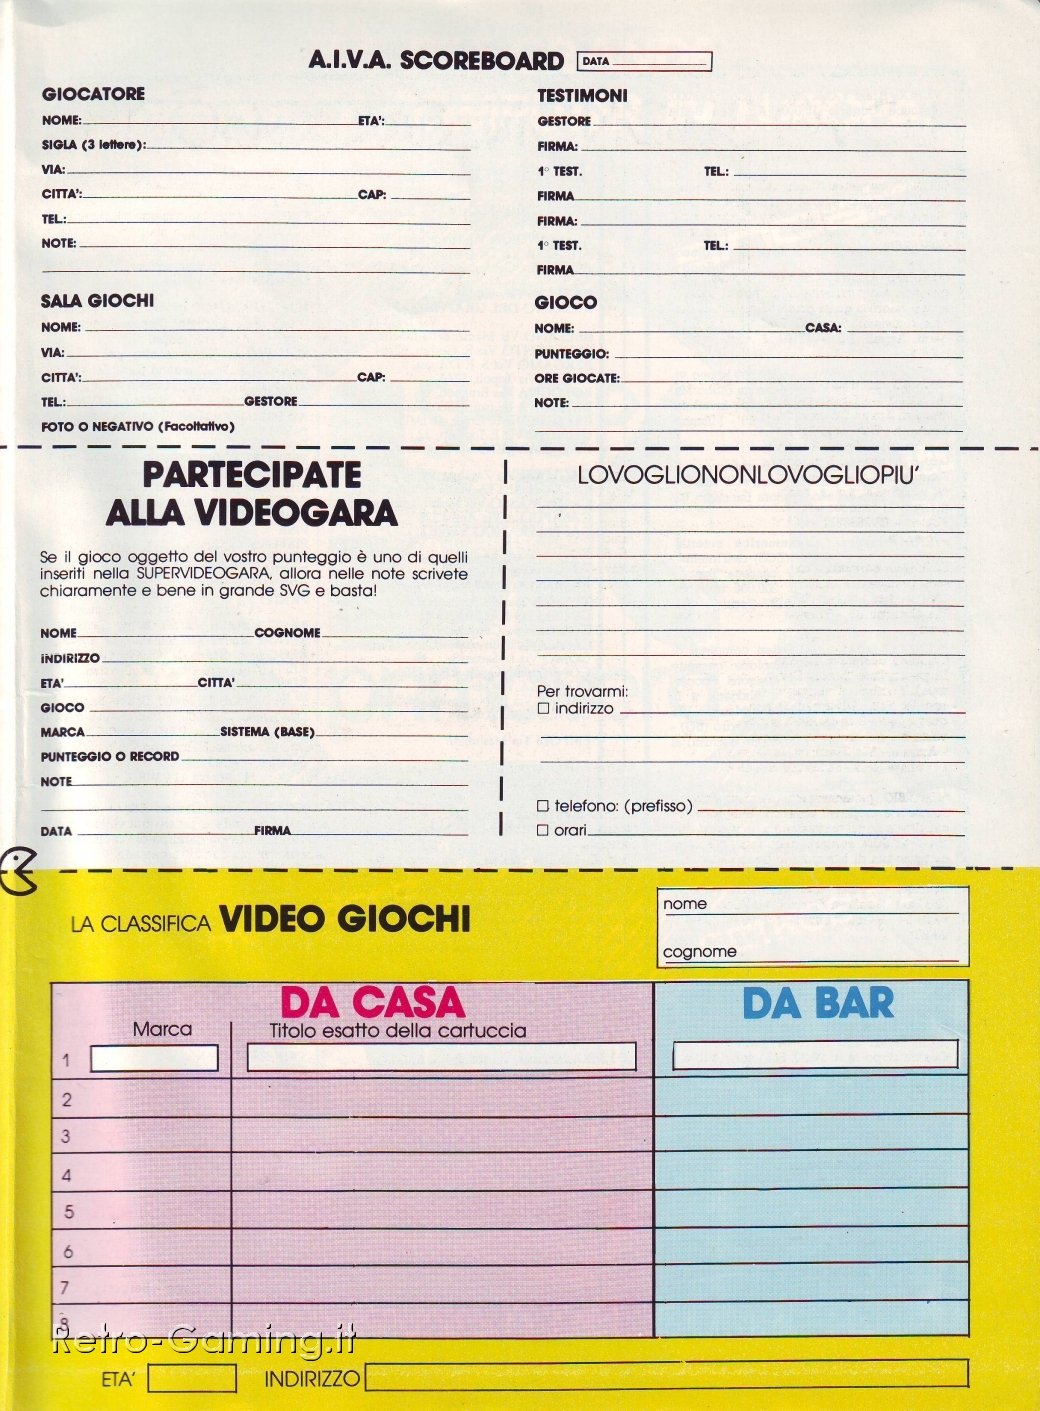 A.I.V.A. SCOREBOARD DATA
GIOCATORE
NOME: ETA':
SIGLA (3 lettere):
VIA:
CITTA': CAP:
TEL.:
NOTE:
TESTIMONI
GESTORE
FIRMA:
1° TEST. TEL.:
FIRMA
FIRMA:
1° TEST. TEL.:
FIRMA
SALA GIOCHI
NOME:
VIA:
CITTA': CAP:
TEL.: GESTORE
FOTO O NEGATIVO (Facoltativo)
GIOCO
NOME: CASA:
PUNTEGGIO:
ORE GIOCATE:
NOTE:
PARTECIPATE
ALLA VIDEOGARA
Se il gioco oggetto del vostro punteggio è uno di quelli
inseriti nella SUPERVIDEOGARA, allora nelle note scrivete
chiaramente e bene in grande SVG e basta!
NOME COGNOME
INDIRIZZO
ETA' CITTA'
GIOCO
MARCA SISTEMA (BASE)
PUNTEGGIO O RECORD
NOTE
DATA FIRMA
LOVOGLIONONLOVOGLIOPIU'
Per trovarmi:
indirizzo
telefono: (prefisso)
orari
LA CLASSIFICA VIDEO GIOCHI
nome
cognome
DA CASA
DA BAR
Marca Titolo esatto della cartuccia
1
2
3
4
5
6
7
8
Retro-Gaming.it
ETA' INDIRIZZO